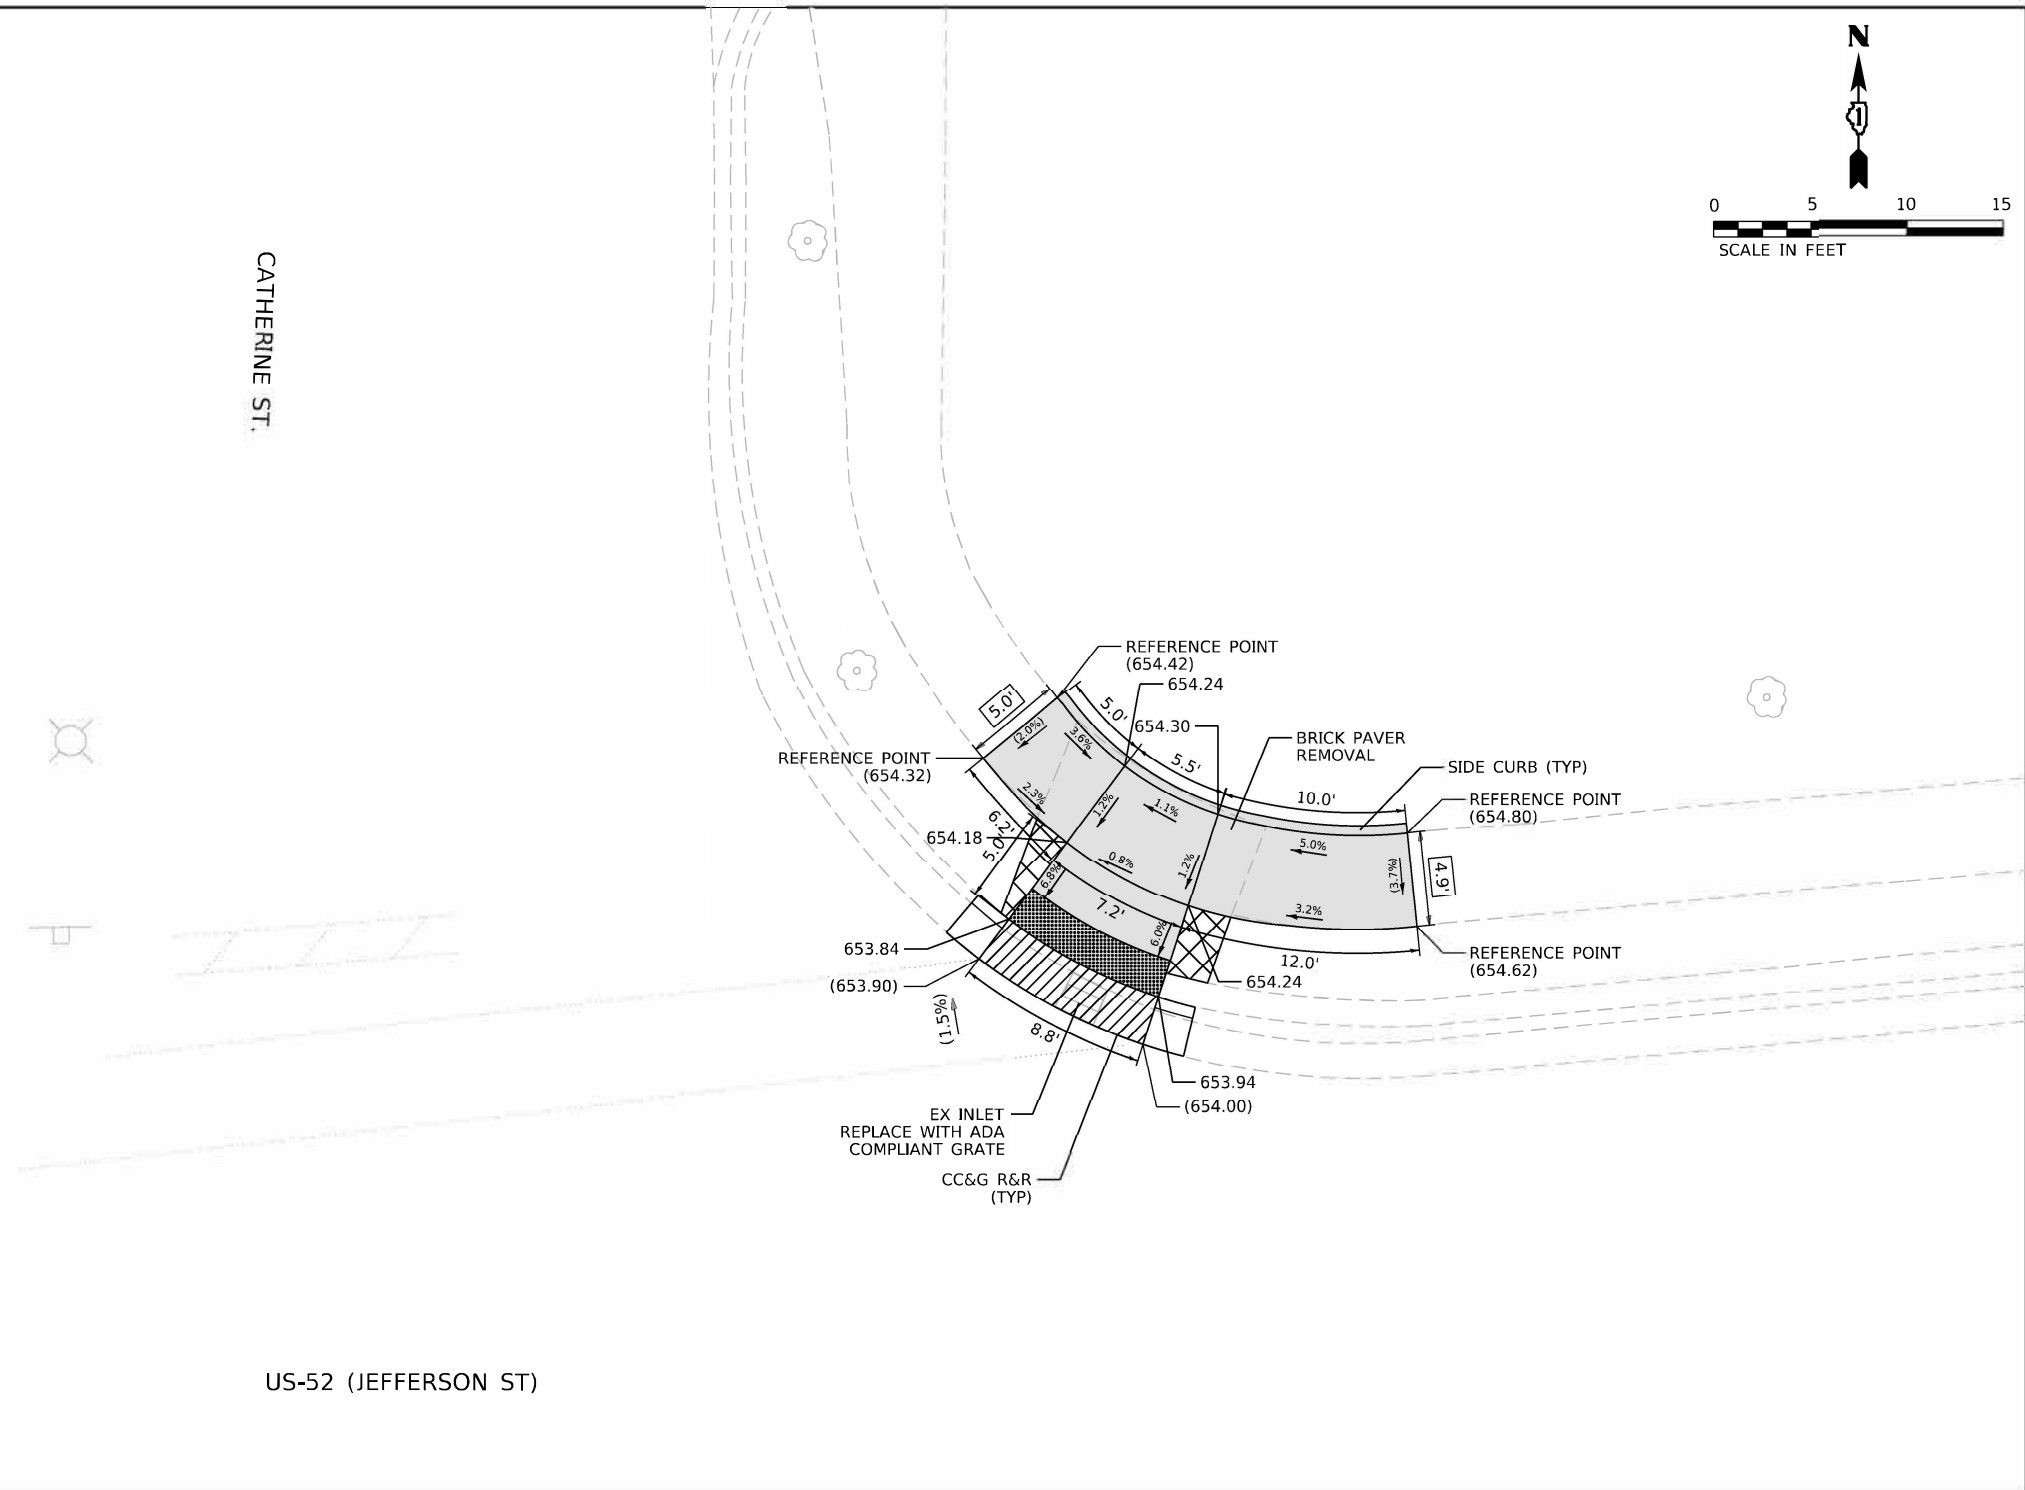 N
1
0 5 10 15
SCALE IN FEET
CATHERINE ST.
REFERENCE POINT
(654.42)
654.24
5.0'
5.0'
654.30
(2.0%)
3.6%
BRICK PAVER
REMOVAL
REFERENCE POINT
(654.32)
5.5'
SIDE CURB (TYP)
10.0'
REFERENCE POINT
(654.80)
2.3%
1.2%
1.1%
6.2'
654.18
5.0'
5.0%
0.8%
1.2%
(3.7%)
4.9'
6.8%
7.2'
3.2%
6.0%
653.84
12.0'
REFERENCE POINT
(654.62)
(653.90)
654.24
(1.5%)
8.8'
653.94
(654.00)
EX INLET
REPLACE WITH ADA
COMPLIANT GRATE
CC&G R&R
(TYP)
US-52 (JEFFERSON ST)